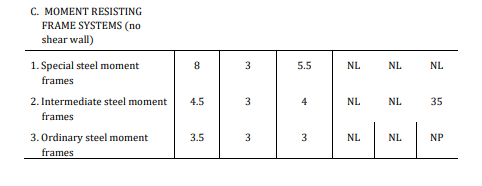 C. MOMENT RESISTING
FRAME SYSTEMS (no
shear wall)
1. Special steel moment frames 8 3 5.5 NL NL NL
2. Intermediate steel moment frames 4.5 3 4 NL NL 35
3. Ordinary steel moment frames 3.5 3 3 NL NL NP